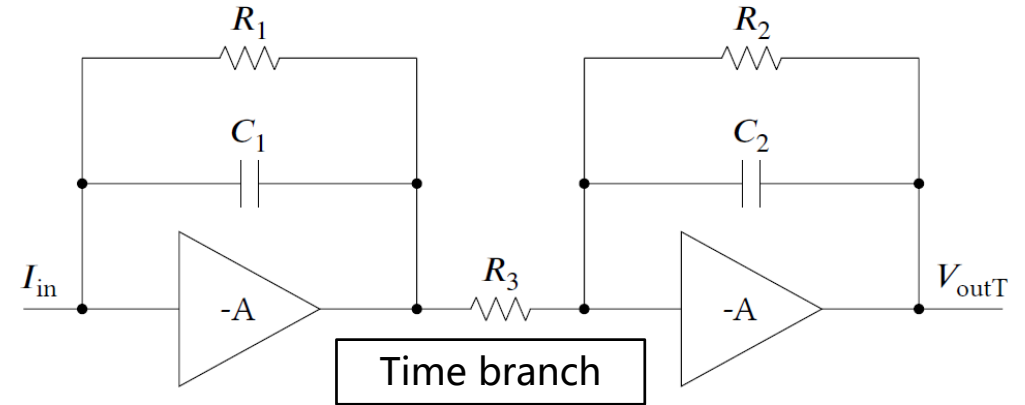 R1 R2
C1 C2
Iin R3 VoutT
-A -A
Time branch